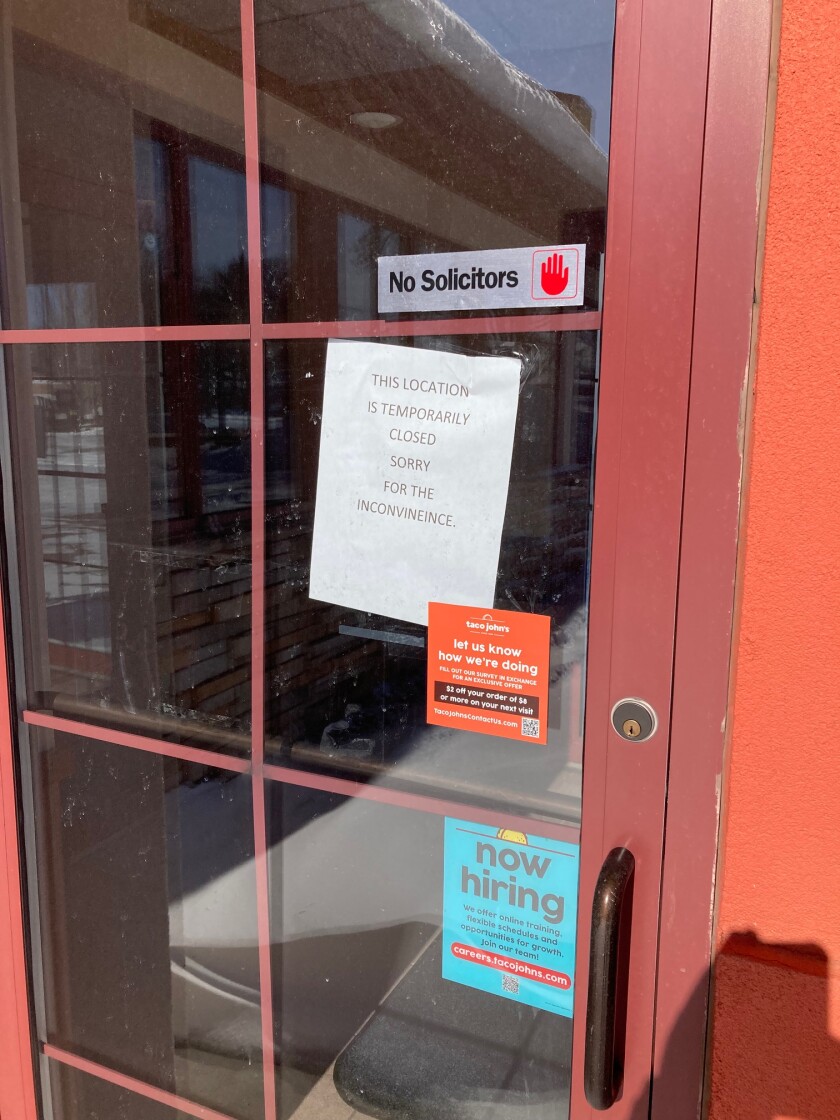 No Solicitors
THIS LOCATION
IS TEMPORARILY
CLOSED
SORRY
FOR THE
INCONVINEINCE.
taco john's
let us know
how we're doing
FILL OUT OUR SURVEY IN EXCHANGE
FOR AN EXCLUSIVE OFFER
$2 off your order of $8
or more on your next visit
TacoJohnsContactUs.com
now
hiring
We offer online training,
flexible schedules and
opportunities for growth.
Join our team!
careers.tacojohns.com